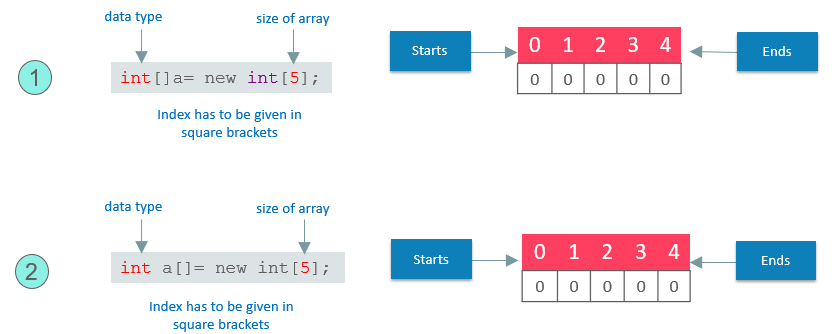 data type
size of array
1
int[]a= new int[5];
Index has to be given in
square brackets
Starts
0 1 2 3 4
0 0 0 0 0
Ends
data type
size of array
2
int a[]= new int[5];
Index has to be given in
square brackets
Starts
0 1 2 3 4
0 0 0 0 0
Ends